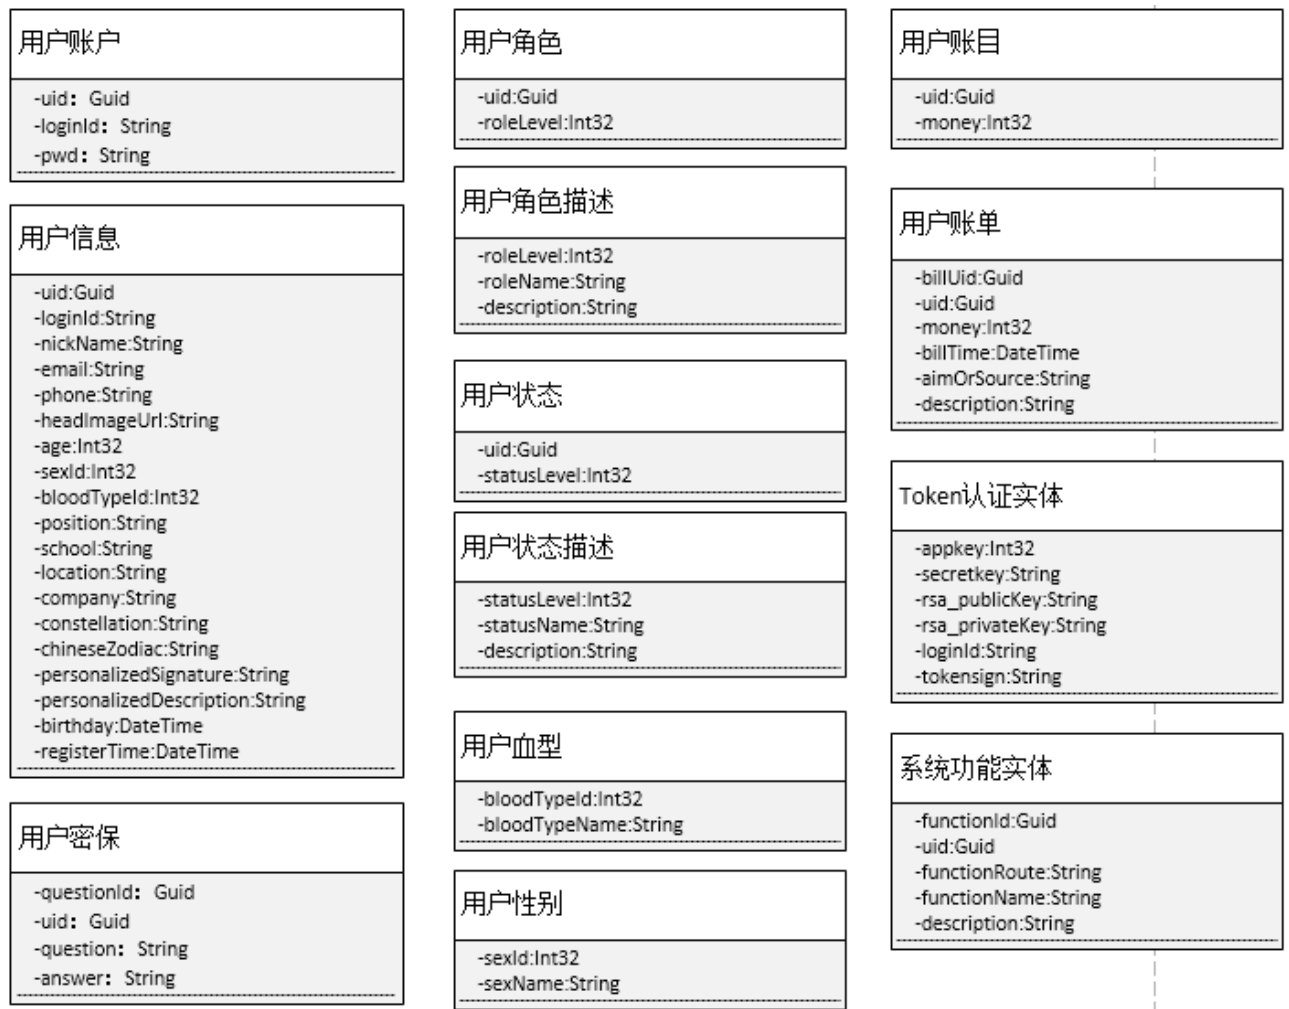 用户账户
-uid：Guid
-loginId：String
-pwd：String
用户信息
-uid:Guid
-loginId:String
-nickName:String
-email:String
-phone:String
-headImageUrl:String
-age:Int32
-sexId:Int32
-bloodTypeId:Int32
-position:String
-school:String
-location:String
-company:String
-constellation:String
-chineseZodiac:String
-personalizedSignature:String
-personalizedDescription:String
-birthday:DateTime
-registerTime:DateTime
用户密保
-questionId：Guid
-uid：Guid
-question：String
-answer：String
用户角色
-uid:Guid
-roleLevel:Int32
用户角色描述
-roleLevel:Int32
-roleName:String
-description:String
用户状态
-uid:Guid
-statusLevel:Int32
用户状态描述
-statusLevel:Int32
-statusName:String
-description:String
用户血型
-bloodTypeId:Int32
-bloodTypeName:String
用户性别
-sexId:Int32
-sexName:String
用户账目
-uid:Guid
-money:Int32
用户账单
-billUid:Guid
-uid:Guid
-money:Int32
-billTime:DateTime
-aimOrSource:String
-description:String
Token认证实体
-appkey:Int32
-secretkey:String
-rsa_publicKey:String
-rsa_privateKey:String
-loginId:String
-tokensign:String
系统功能实体
-functionId:Guid
-uid:Guid
-functionRoute:String
-functionName:String
-description:String